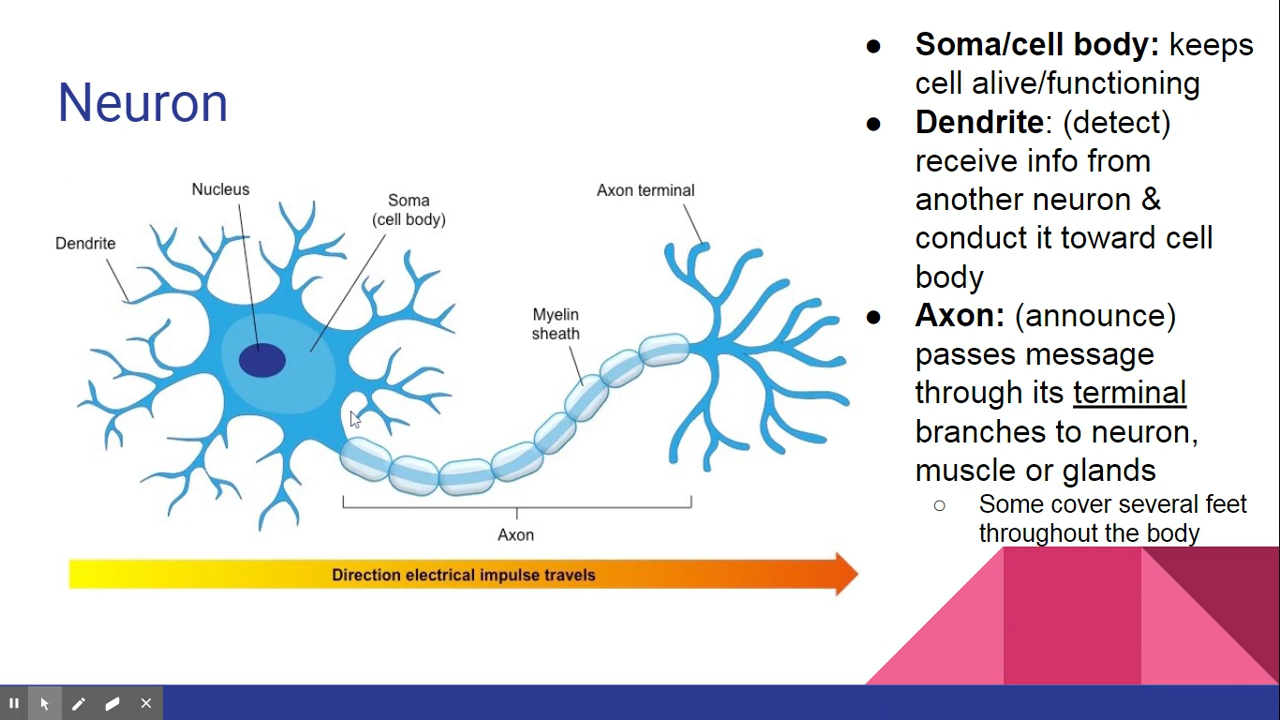 Neuron
Nucleus
Soma
(cell body)
Dendrite
Axon terminal
Myelin
sheath
Axon
Direction electrical impulse travels
● Soma/cell body: keeps
cell alive/functioning
● Dendrite: (detect)
receive info from
another neuron &
conduct it toward cell
body
● Axon: (announce)
passes message
through its terminal
branches to neuron,
muscle or glands
○ Some cover several feet
throughout the body